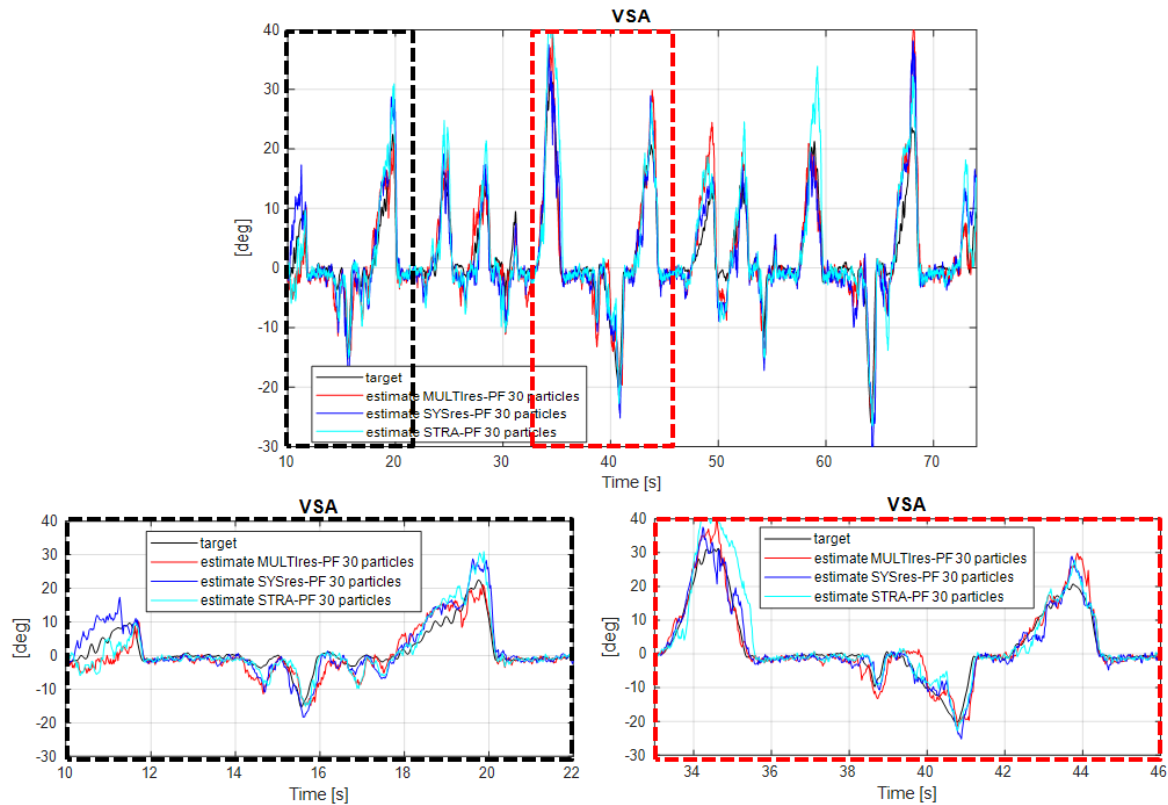 VSA
40
30
20
10
0
-10
-20
-30
[deg]
target
estimate MULTIres-PF 30 particles
estimate SYSres-PF 30 particles
estimate STRA-PF 30 particles
10 20 30 40 50 60 70
Time [s]
VSA
40
30
20
10
0
-10
-20
-30
[deg]
target
estimate MULTIres-PF 30 particles
estimate SYSres-PF 30 particles
estimate STRA-PF 30 particles
10 12 14 16 18 20 22
Time [s]
VSA
40
30
20
10
0
-10
-20
-30
[deg]
target
estimate MULTIres-PF 30 particles
estimate SYSres-PF 30 particles
estimate STRA-PF 30 particles
34 36 38 40 42 44 46
Time [s]